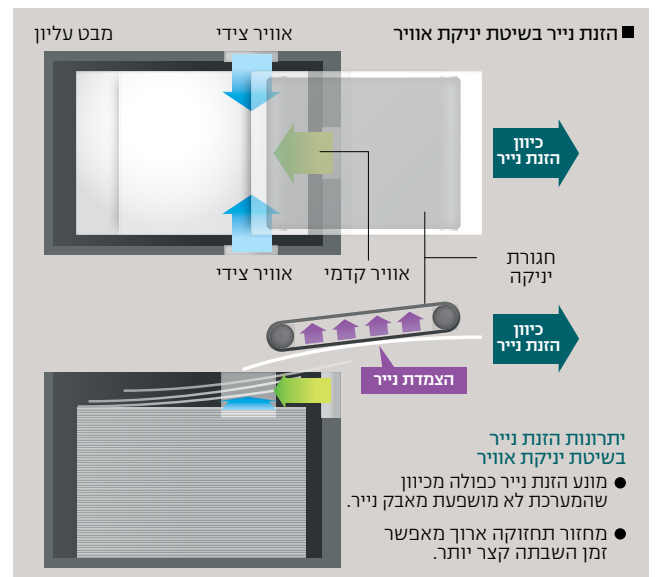 ■ הזנת נייר בשיטת יניקת אוויר
אוויר צידי
מבט עליון
כיוון
הזנת נייר
חגורת
יניקה
אוויר קדמי
אוויר צידי
כיוון
הזנת נייר
הצמדת נייר
יתרונות הזנת נייר
בשיטת יניקת אוויר
● מונע הזנת נייר כפולה מכיוון
שהמערכת לא מושפעת מאבק נייר.
● מחזור תחזוקה ארוך מאפשר
זמן השבתה קצר יותר.